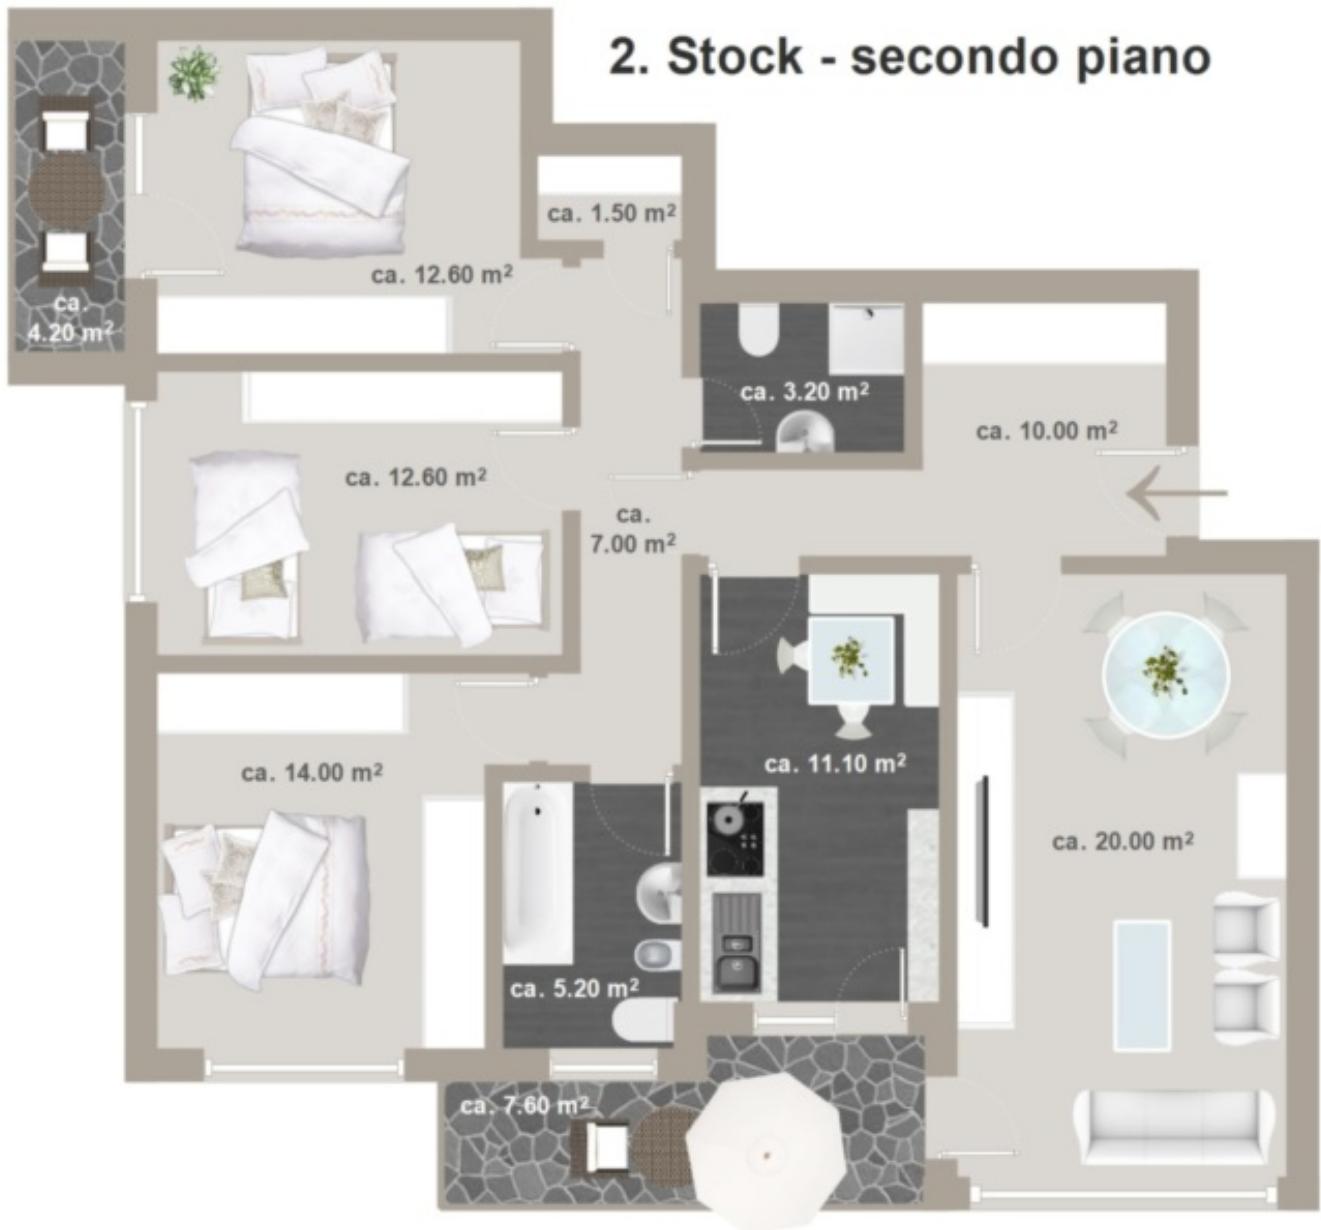 2. Stock - secondo piano
ca. 1.50 m²
ca. 12.60 m²
ca.
4.20 m²
ca. 3.20 m²
ca. 10.00 m²
ca. 12.60 m²
ca.
7.00 m²
ca. 14.00 m²
ca. 11.10 m²
ca. 20.00 m²
ca. 5.20 m²
ca. 7.60 m²